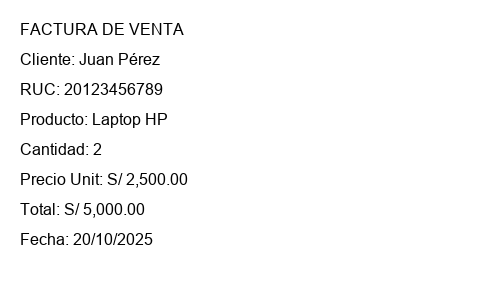 FACTURA DE VENTA
Cliente: Juan Pérez
RUC: 20123456789
Producto: Laptop HP
Cantidad: 2
Precio Unit: S/ 2,500.00
Total: S/ 5,000.00
Fecha: 20/10/2025